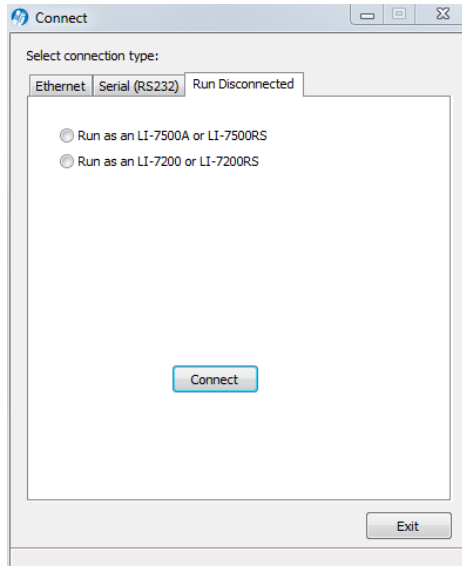 Connect
Select connection type:
Ethernet Serial (RS232) Run Disconnected
Run as an LI-7500A or LI-7500RS
Run as an LI-7200 or LI-7200RS
Connect
Exit